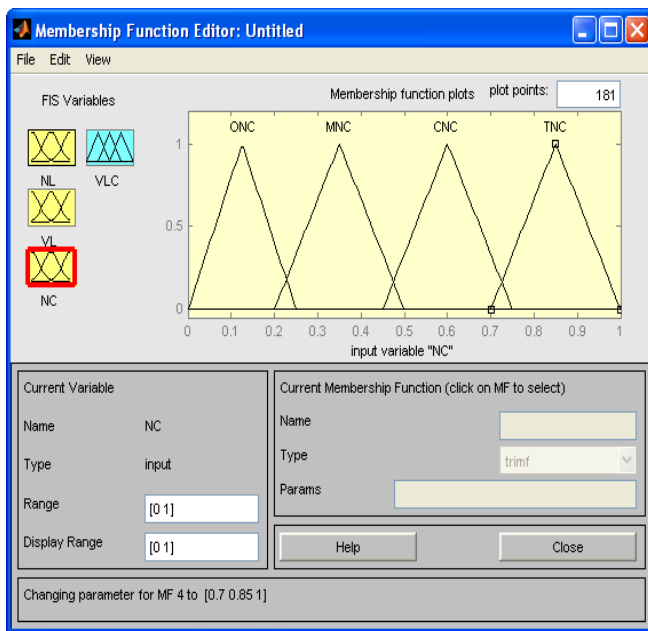 Membership Function Editor: Untitled
File Edit View
FIS Variables
Membership function plots plot points: 181
NL VLC
VL
NC
ONC MNC CNC TNC
1
0.5
0
0 0.1 0.2 0.3 0.4 0.5 0.6 0.7 0.8 0.9 1
input variable "NC"
Current Variable
Name NC
Type input
Range [0 1]
Display Range [0 1]
Current Membership Function (click on MF to select)
Name
Type trimf
Params
Help Close
Changing parameter for MF 4 to [0.7 0.85 1]